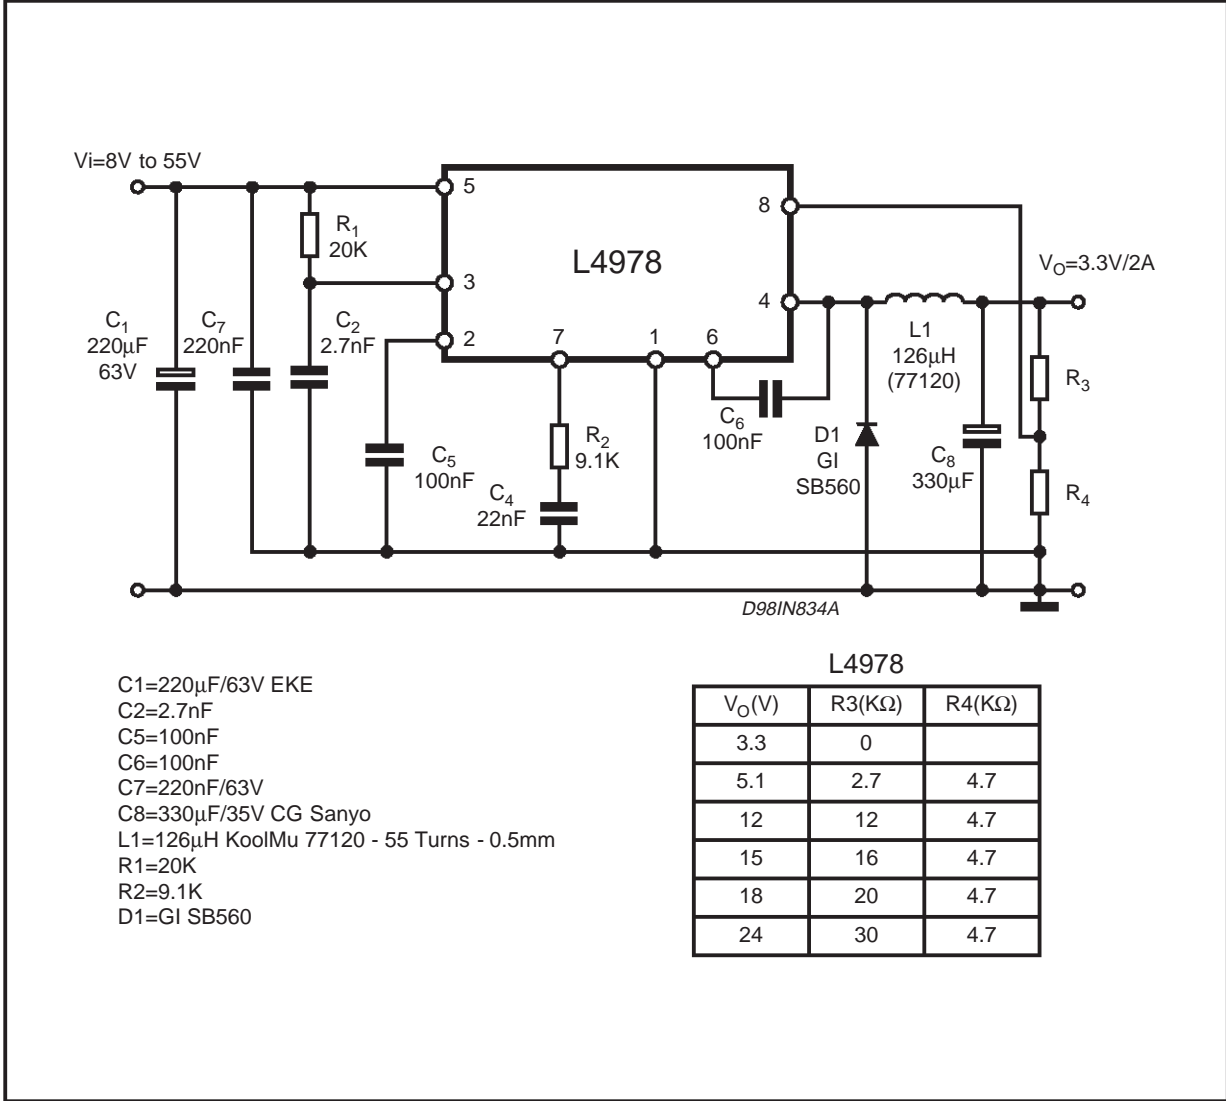 Vi=8V to 55V
5
8
R1
20K
L4978
VO=3.3V/2A
3
4
C1
220μF
63V
C7
220nF
C2
2.7nF
2
7
1
6
L1
126μH
(77120)
R3
C6
100nF
R2
9.1K
D1
GI
SB560
C5
100nF
C8
330μF
C4
22nF
R4
D98IN834A
C1=220μF/63V EKE
C2=2.7nF
C5=100nF
C6=100nF
C7=220nF/63V
C8=330μF/35V CG Sanyo
L1=126μH KoolMu 77120 - 55 Turns - 0.5mm
R1=20K
R2=9.1K
D1=GI SB560
L4978
VO(V) R3(KΩ) R4(KΩ)
3.3 0
5.1 2.7 4.7
12 12 4.7
15 16 4.7
18 20 4.7
24 30 4.7